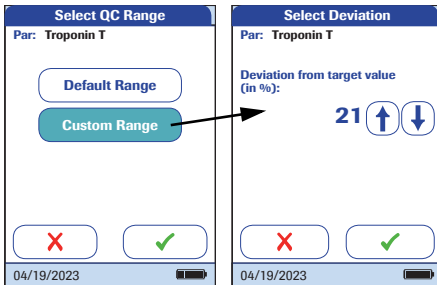 Select QC Range
Par: Troponin T
Default Range
Custom Range
04/19/2023
Select Deviation
Par: Troponin T
Deviation from target value
(in %):
21
04/19/2023